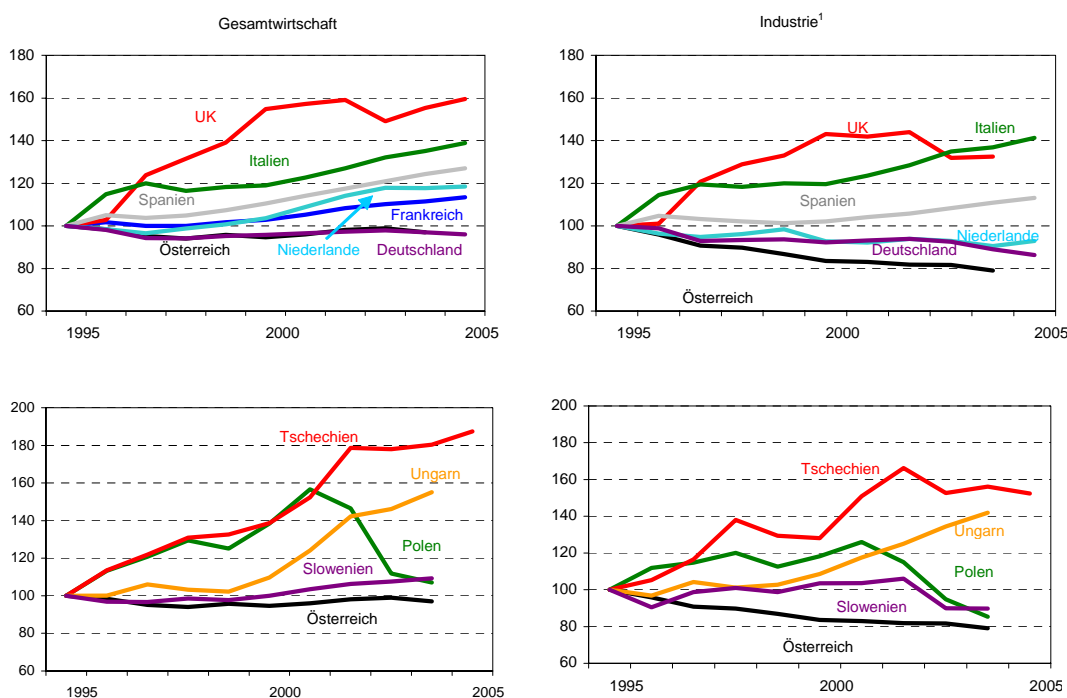 Gesamtwirtschaft
180
160
140
120
100
80
60
UK
Italien
Spanien
Frankreich
Österreich
Niederlande
Deutschland
1995
2000
2005
Industrie¹
180
160
140
120
100
80
60
UK
Italien
Spanien
Niederlande
Deutschland
Österreich
1995
2000
2005
200
180
160
140
120
100
80
60
Tschechien
Ungarn
Polen
Slowenien
Österreich
1995
2000
2005
200
180
160
140
120
100
80
60
Tschechien
Ungarn
Polen
Slowenien
Österreich
1995
2000
2005